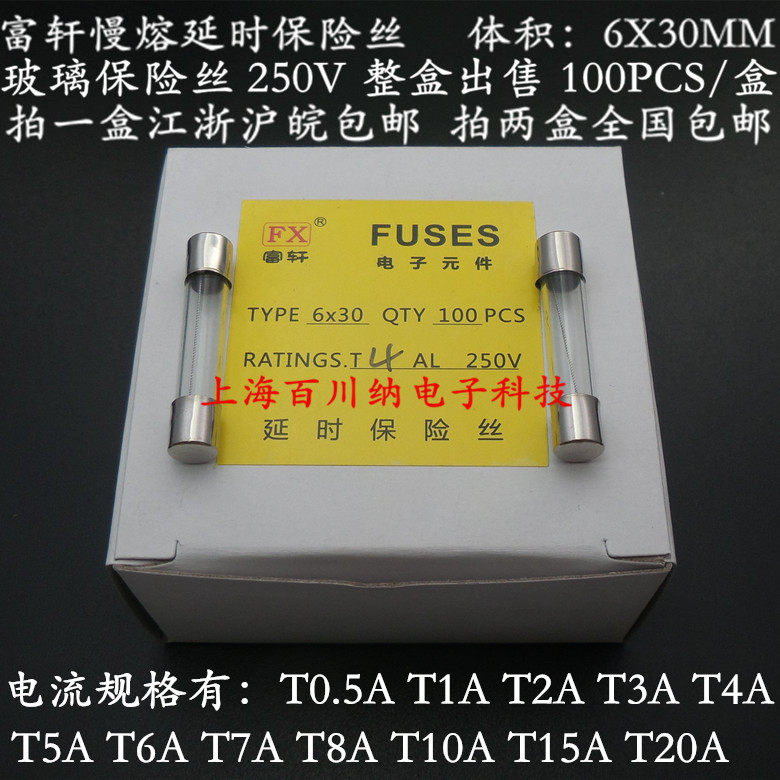 富轩慢熔延时保险丝 体积：6X30MM
玻璃保险丝 250V 整盒出售 100PCS/盒
拍一盒江浙沪皖包邮 拍两盒全国包邮
FX®
富轩
FUSES
电子元件
TYPE 6x30 QTY 100 PCS
RATINGS.T 4 AL 250V
上海百川纳电子科技
延时保险丝
电流规格有：T0.5A T1A T2A T3A T4A
T5A T6A T7A T8A T10A T15A T20A